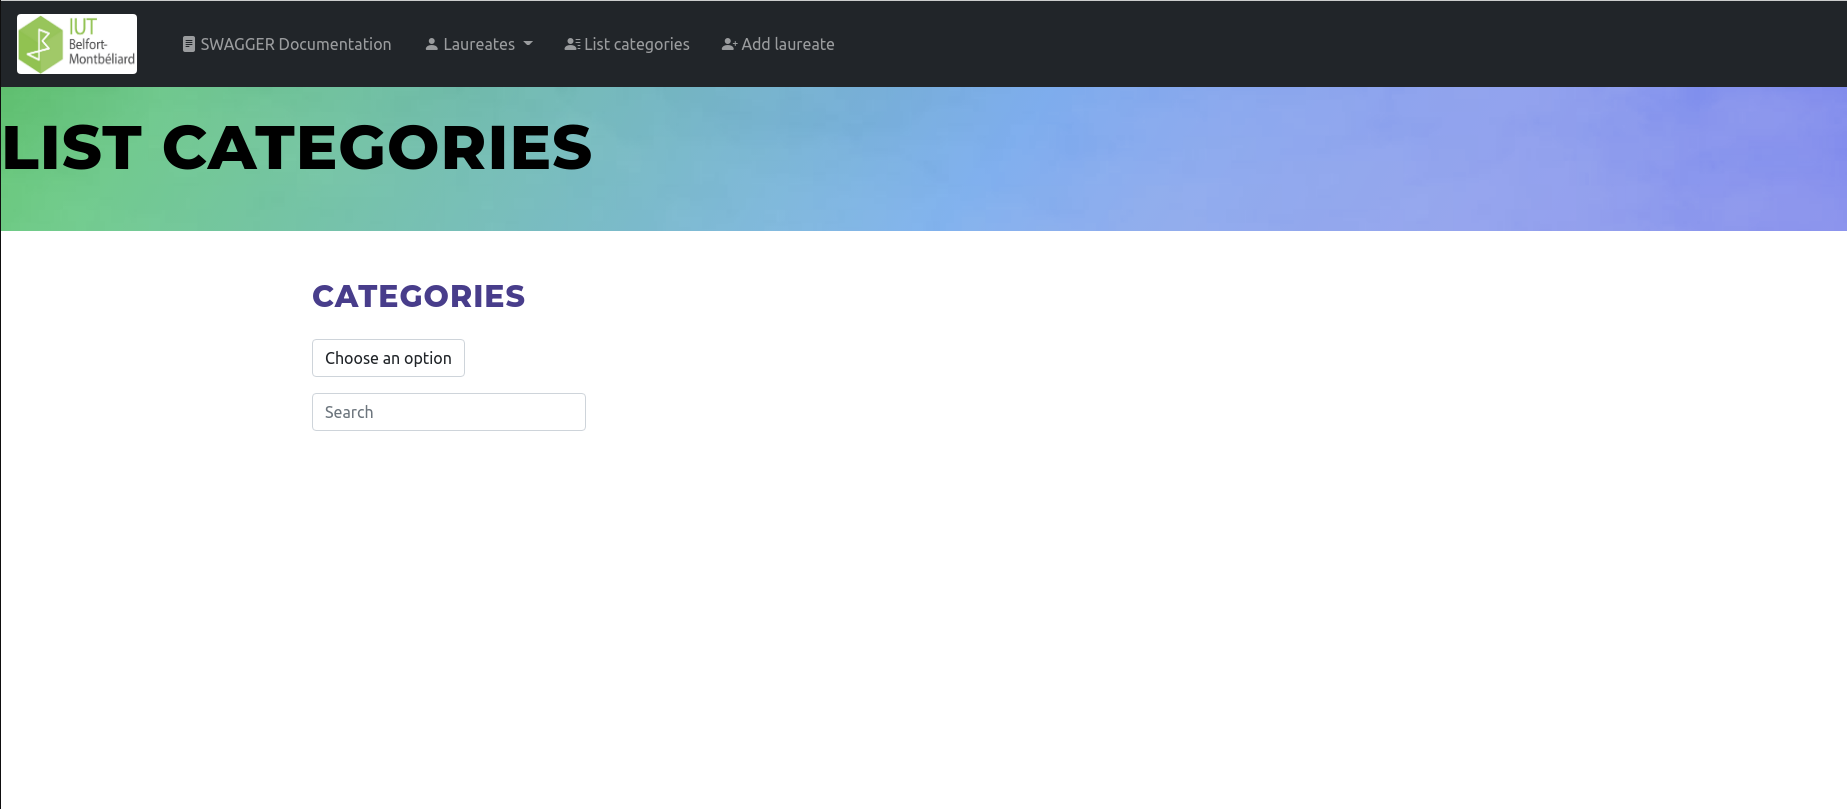 IUT
Belfort-
Montbéliard
SWAGGER Documentation
Laureates
List categories
Add laureate
LIST CATEGORIES
CATEGORIES
Choose an option
Search